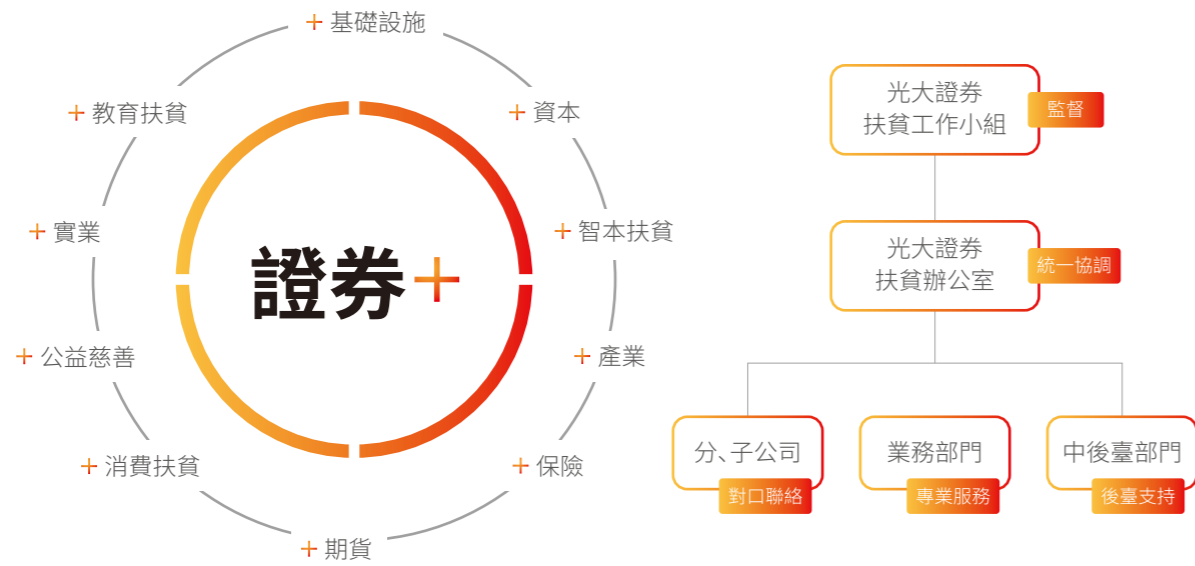 + 基礎設施
+ 教育扶貧
+ 資本
+ 實業
+ 智本扶貧
證券+
+ 公益慈善
+ 產業
+ 消費扶貧
+ 保險
+ 期貨
光大證券
扶貧工作小組
監督
光大證券
扶貧辦公室
統一協調
分、子公司
對口聯絡
業務部門
專業服務
中後臺部門
後臺支持